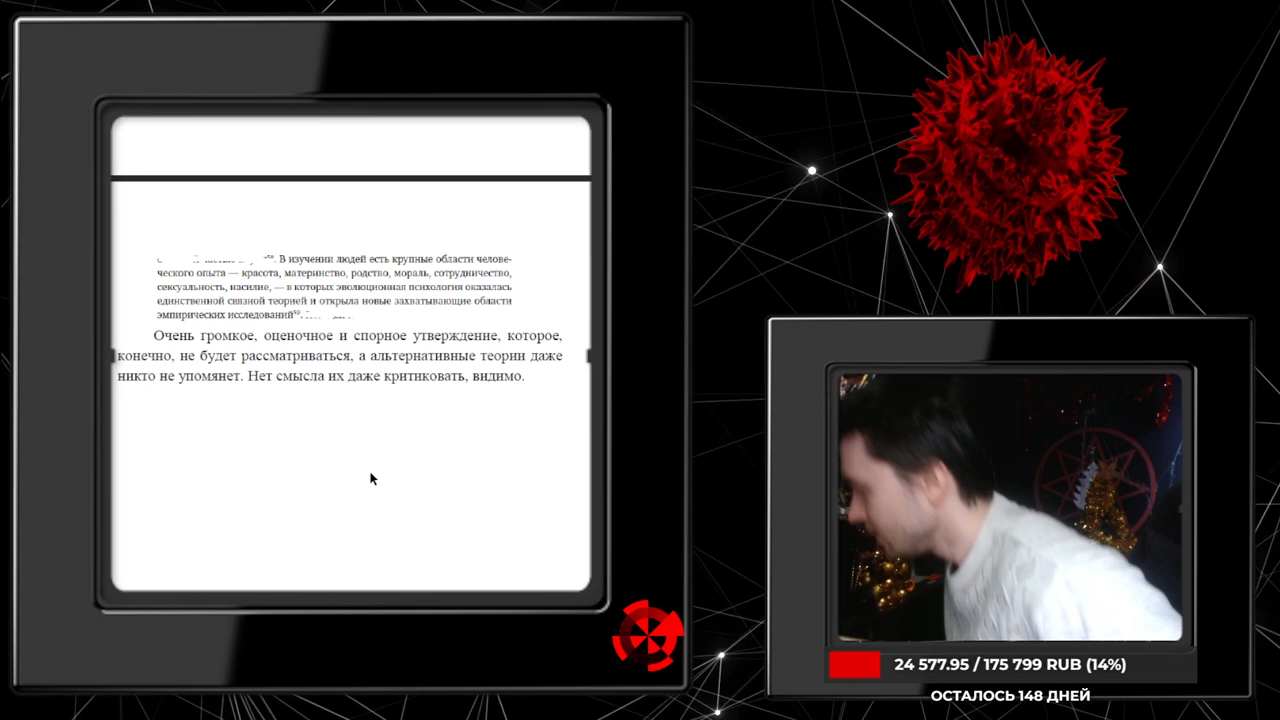 В изучении людей есть крупные области челове-
ческого опыта — красота, материнство, родство, мораль, сотрудничество,
сексуальность, насилие, — в которых эволюционная психология оказалась
единственной связной теорией и открыла новые захватывающие области
эмпирических исследований
Очень громкое, оценочное и спорное утверждение, которое,
конечно, не будет рассматриваться, а альтернативные теории даже
никто не упомянет. Нет смысла их даже критиковать, видимо.
24 577.95 / 175 799 RUB (14%)
ОСТАЛОСЬ 148 ДНЕЙ